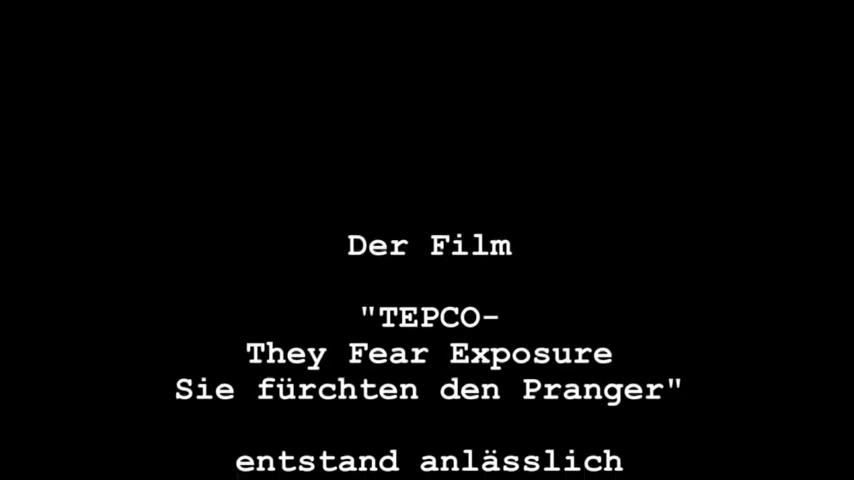 Der Film
"TEPCO-
They Fear Exposure
Sie fürchten den Pranger"
entstand anlässlich